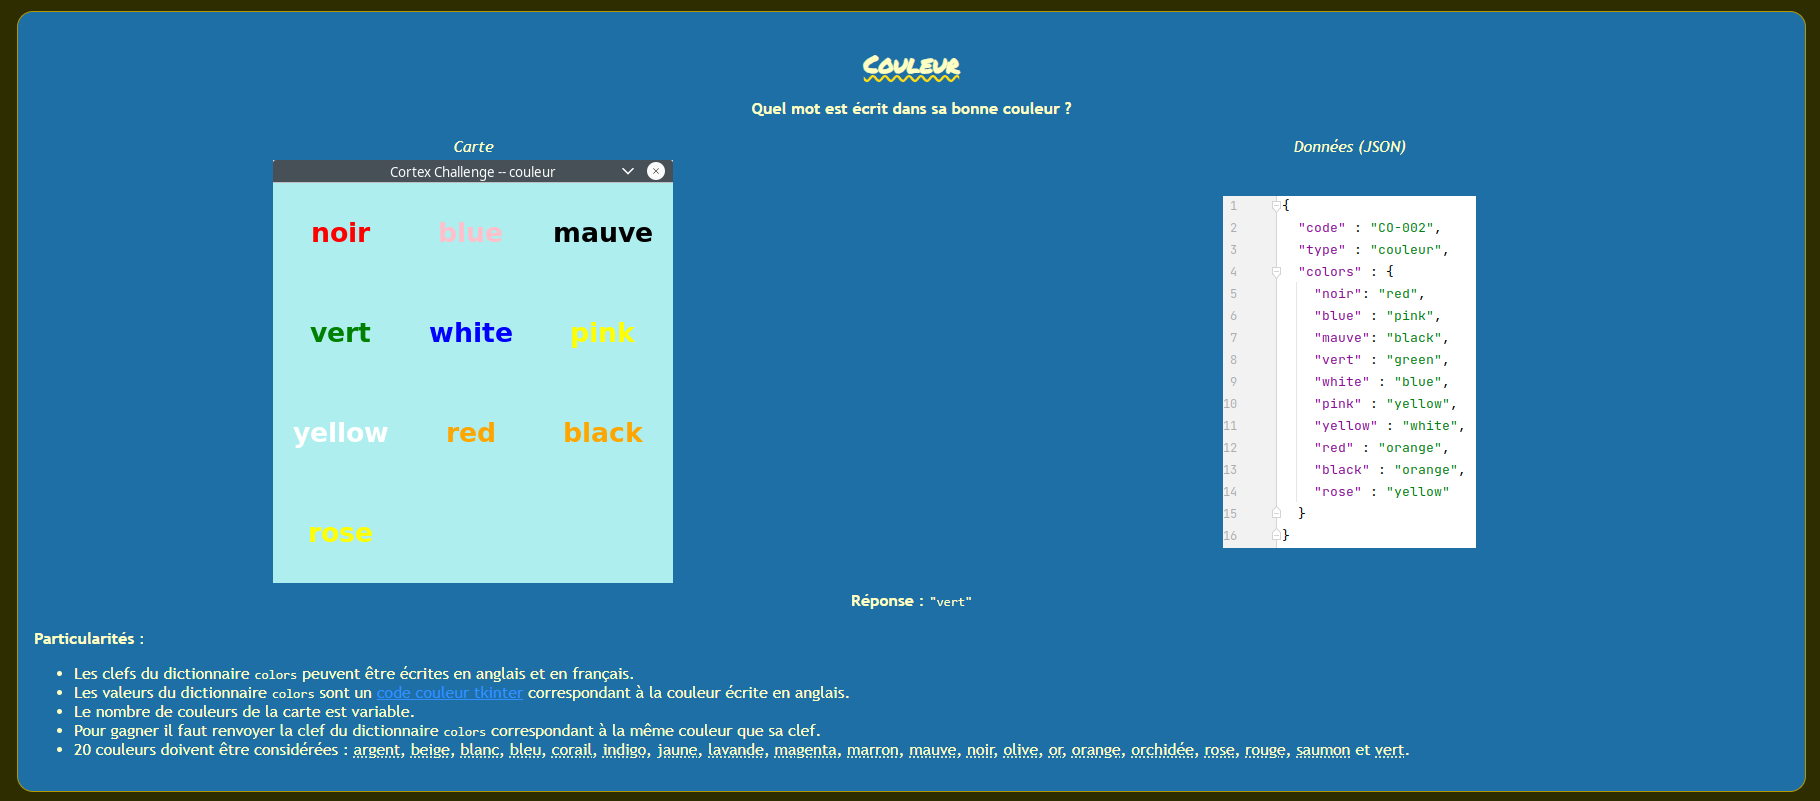 Couleur
Quel mot est écrit dans sa bonne couleur ?
Carte
Cortex Challenge -- couleur
noir blue mauve
vert white pink
yellow red black
rose
Données (JSON)
1 {
2 "code" : "CO-002",
3 "type" : "couleur",
4 "colors" : {
5 "noir": "red",
6 "blue" : "pink",
7 "mauve": "black",
8 "vert" : "green",
9 "white" : "blue",
10 "pink" : "yellow",
11 "yellow" : "white",
12 "red" : "orange",
13 "black" : "orange",
14 "rose" : "yellow"
15 }
16 }
Réponse : "vert"
Particularités :
• Les clefs du dictionnaire colors peuvent être écrites en anglais et en français.
• Les valeurs du dictionnaire colors sont un code couleur tkinter correspondant à la couleur écrite en anglais.
• Le nombre de couleurs de la carte est variable.
• Pour gagner il faut renvoyer la clef du dictionnaire colors correspondant à la même couleur que sa clef.
• 20 couleurs doivent être considérées : argent, beige, blanc, bleu, corail, indigo, jaune, lavande, magenta, marron, mauve, noir, olive, or, orange, orchidée, rose, rouge, saumon et vert.